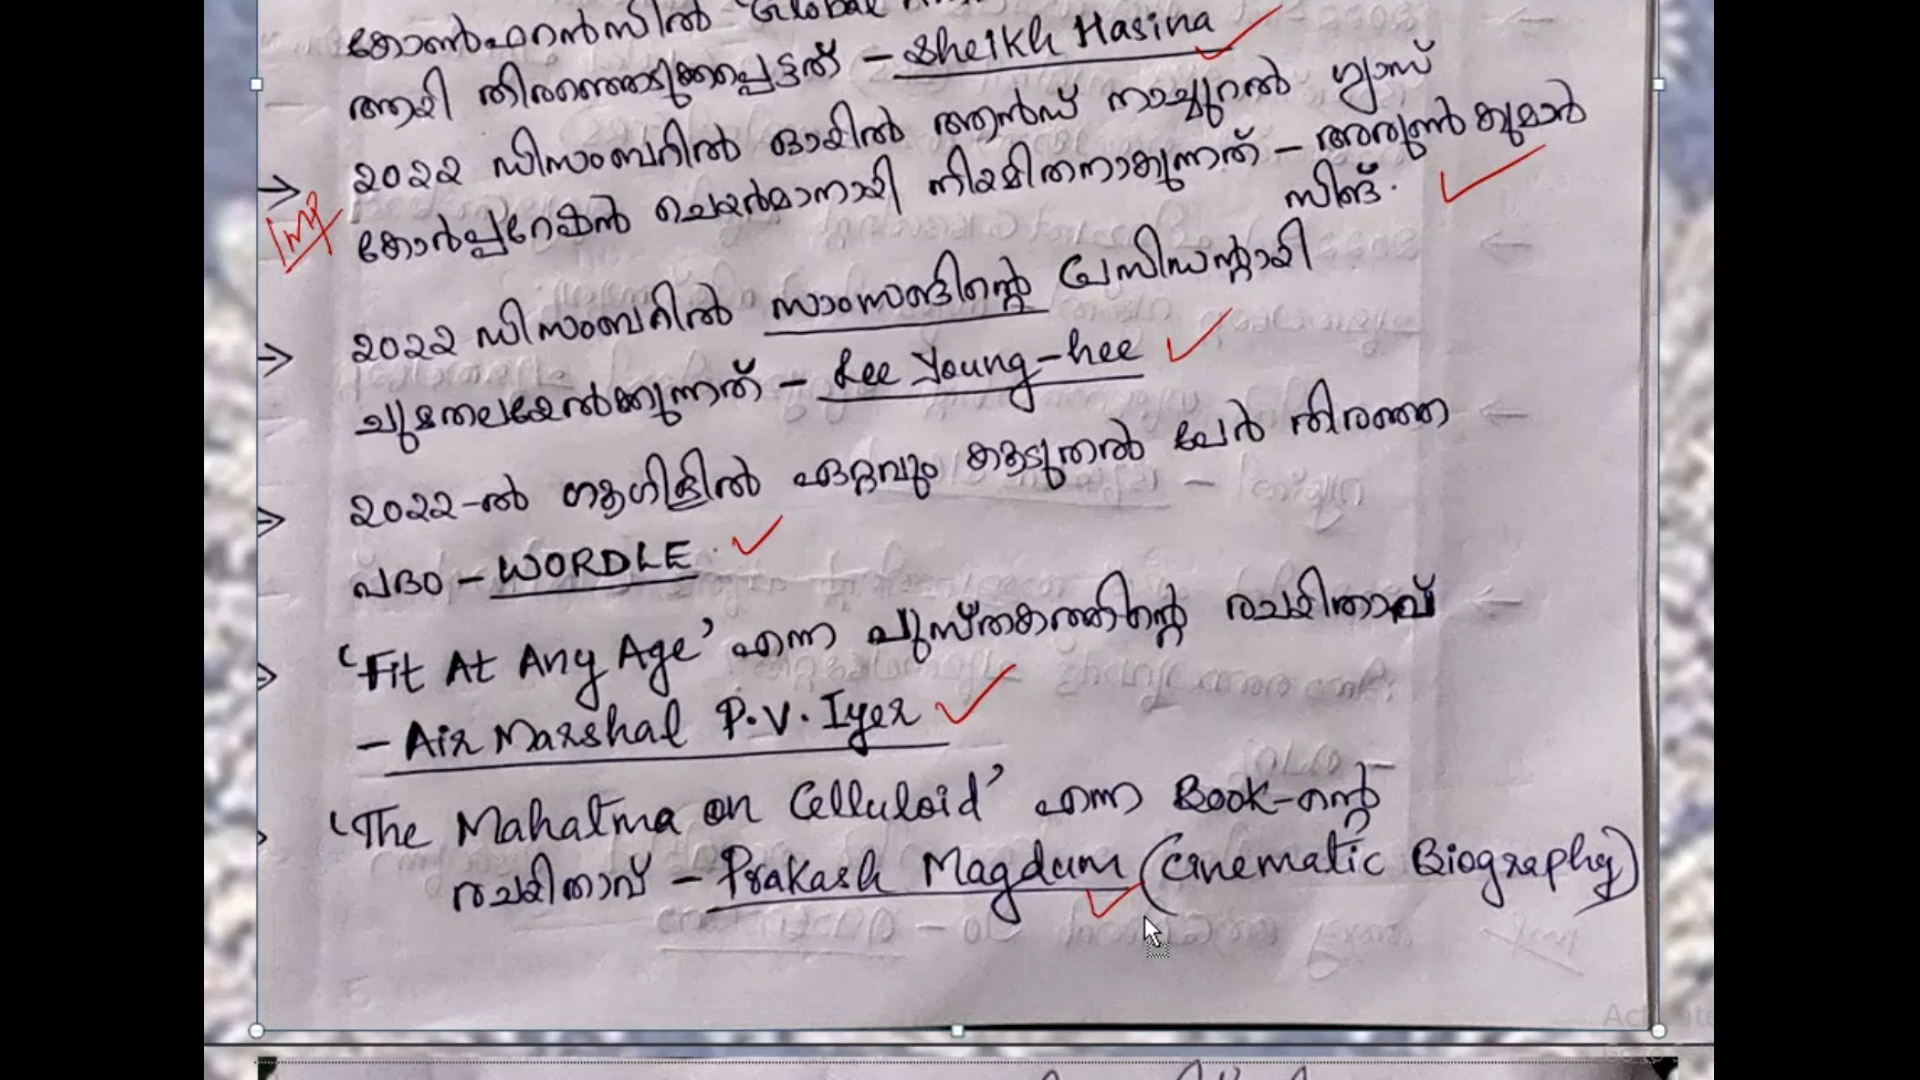 കോൺഫറൻസിൽ 'Global
ആയി തിരഞ്ഞെടുക്കപ്പെട്ടത് - Sheikh Hasina
→ 2022 ഡിസംബറിൽ ഓയിൽ ആൻഡ് നാച്ചുറൽ ഗ്യാസ്
Imp കോർപ്പറേഷൻ ചെയർമാനായി നിയമിതനാകുന്നത് - അരുൺ കുമാർ
സിങ്.
→ 2022 ഡിസംബറിൽ സാംസങിന്റെ പ്രസിഡന്റായി
ചുമതലയേൽക്കുന്നത് - Lee Young-hee
→ 2022-ൽ ഗൂഗിളിൽ ഏറ്റവും കൂടുതൽ പേർ തിരഞ്ഞ
പദം - WORDLE.
→ 'Fit At Any Age' എന്ന പുസ്തകത്തിന്റെ രചയിതാവ്
- Air Marshal P.V. Iyer
'The Mahatma on Celluloid' എന്ന Book-ന്റെ
രചയിതാവ് - Prakash Magdum (Cinematic Biography)